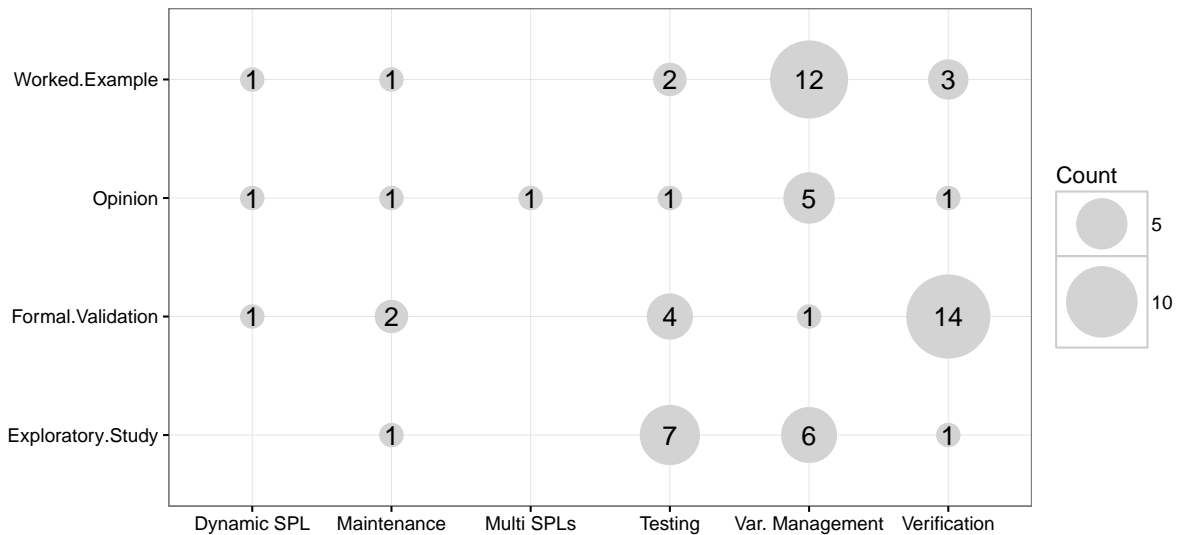 Worked.Example 1 1 2 12 3
Opinion 1 1 1 1 5 1
Formal.Validation 1 2 4 1 14
Exploratory.Study 1 7 6 1
Dynamic SPL Maintenance Multi SPLs Testing Var. Management Verification
Count
5
10